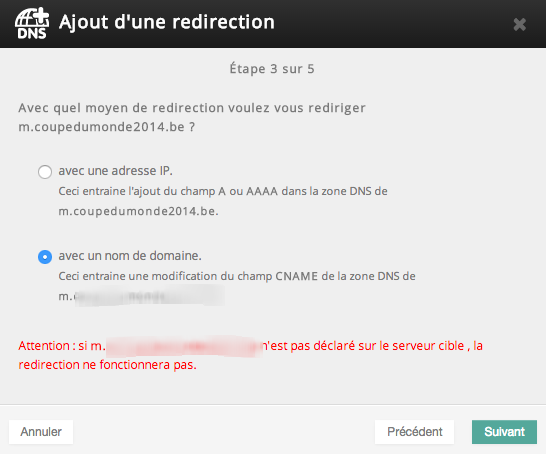 DNS
Ajout d'une redirection
Étape 3 sur 5
Avec quel moyen de redirection voulez vous rediriger
m.coupedumonde2014.be ?
avec une adresse IP.
Ceci entraine l'ajout du champ A ou AAAA dans la zone DNS de
m.coupedumonde2014.be.
avec un nom de domaine.
Ceci entraine une modification du champ CNAME de la zone DNS de
m.
Attention : si m. n'est pas déclaré sur le serveur cible , la
redirection ne fonctionnera pas.
Annuler
Précédent
Suivant